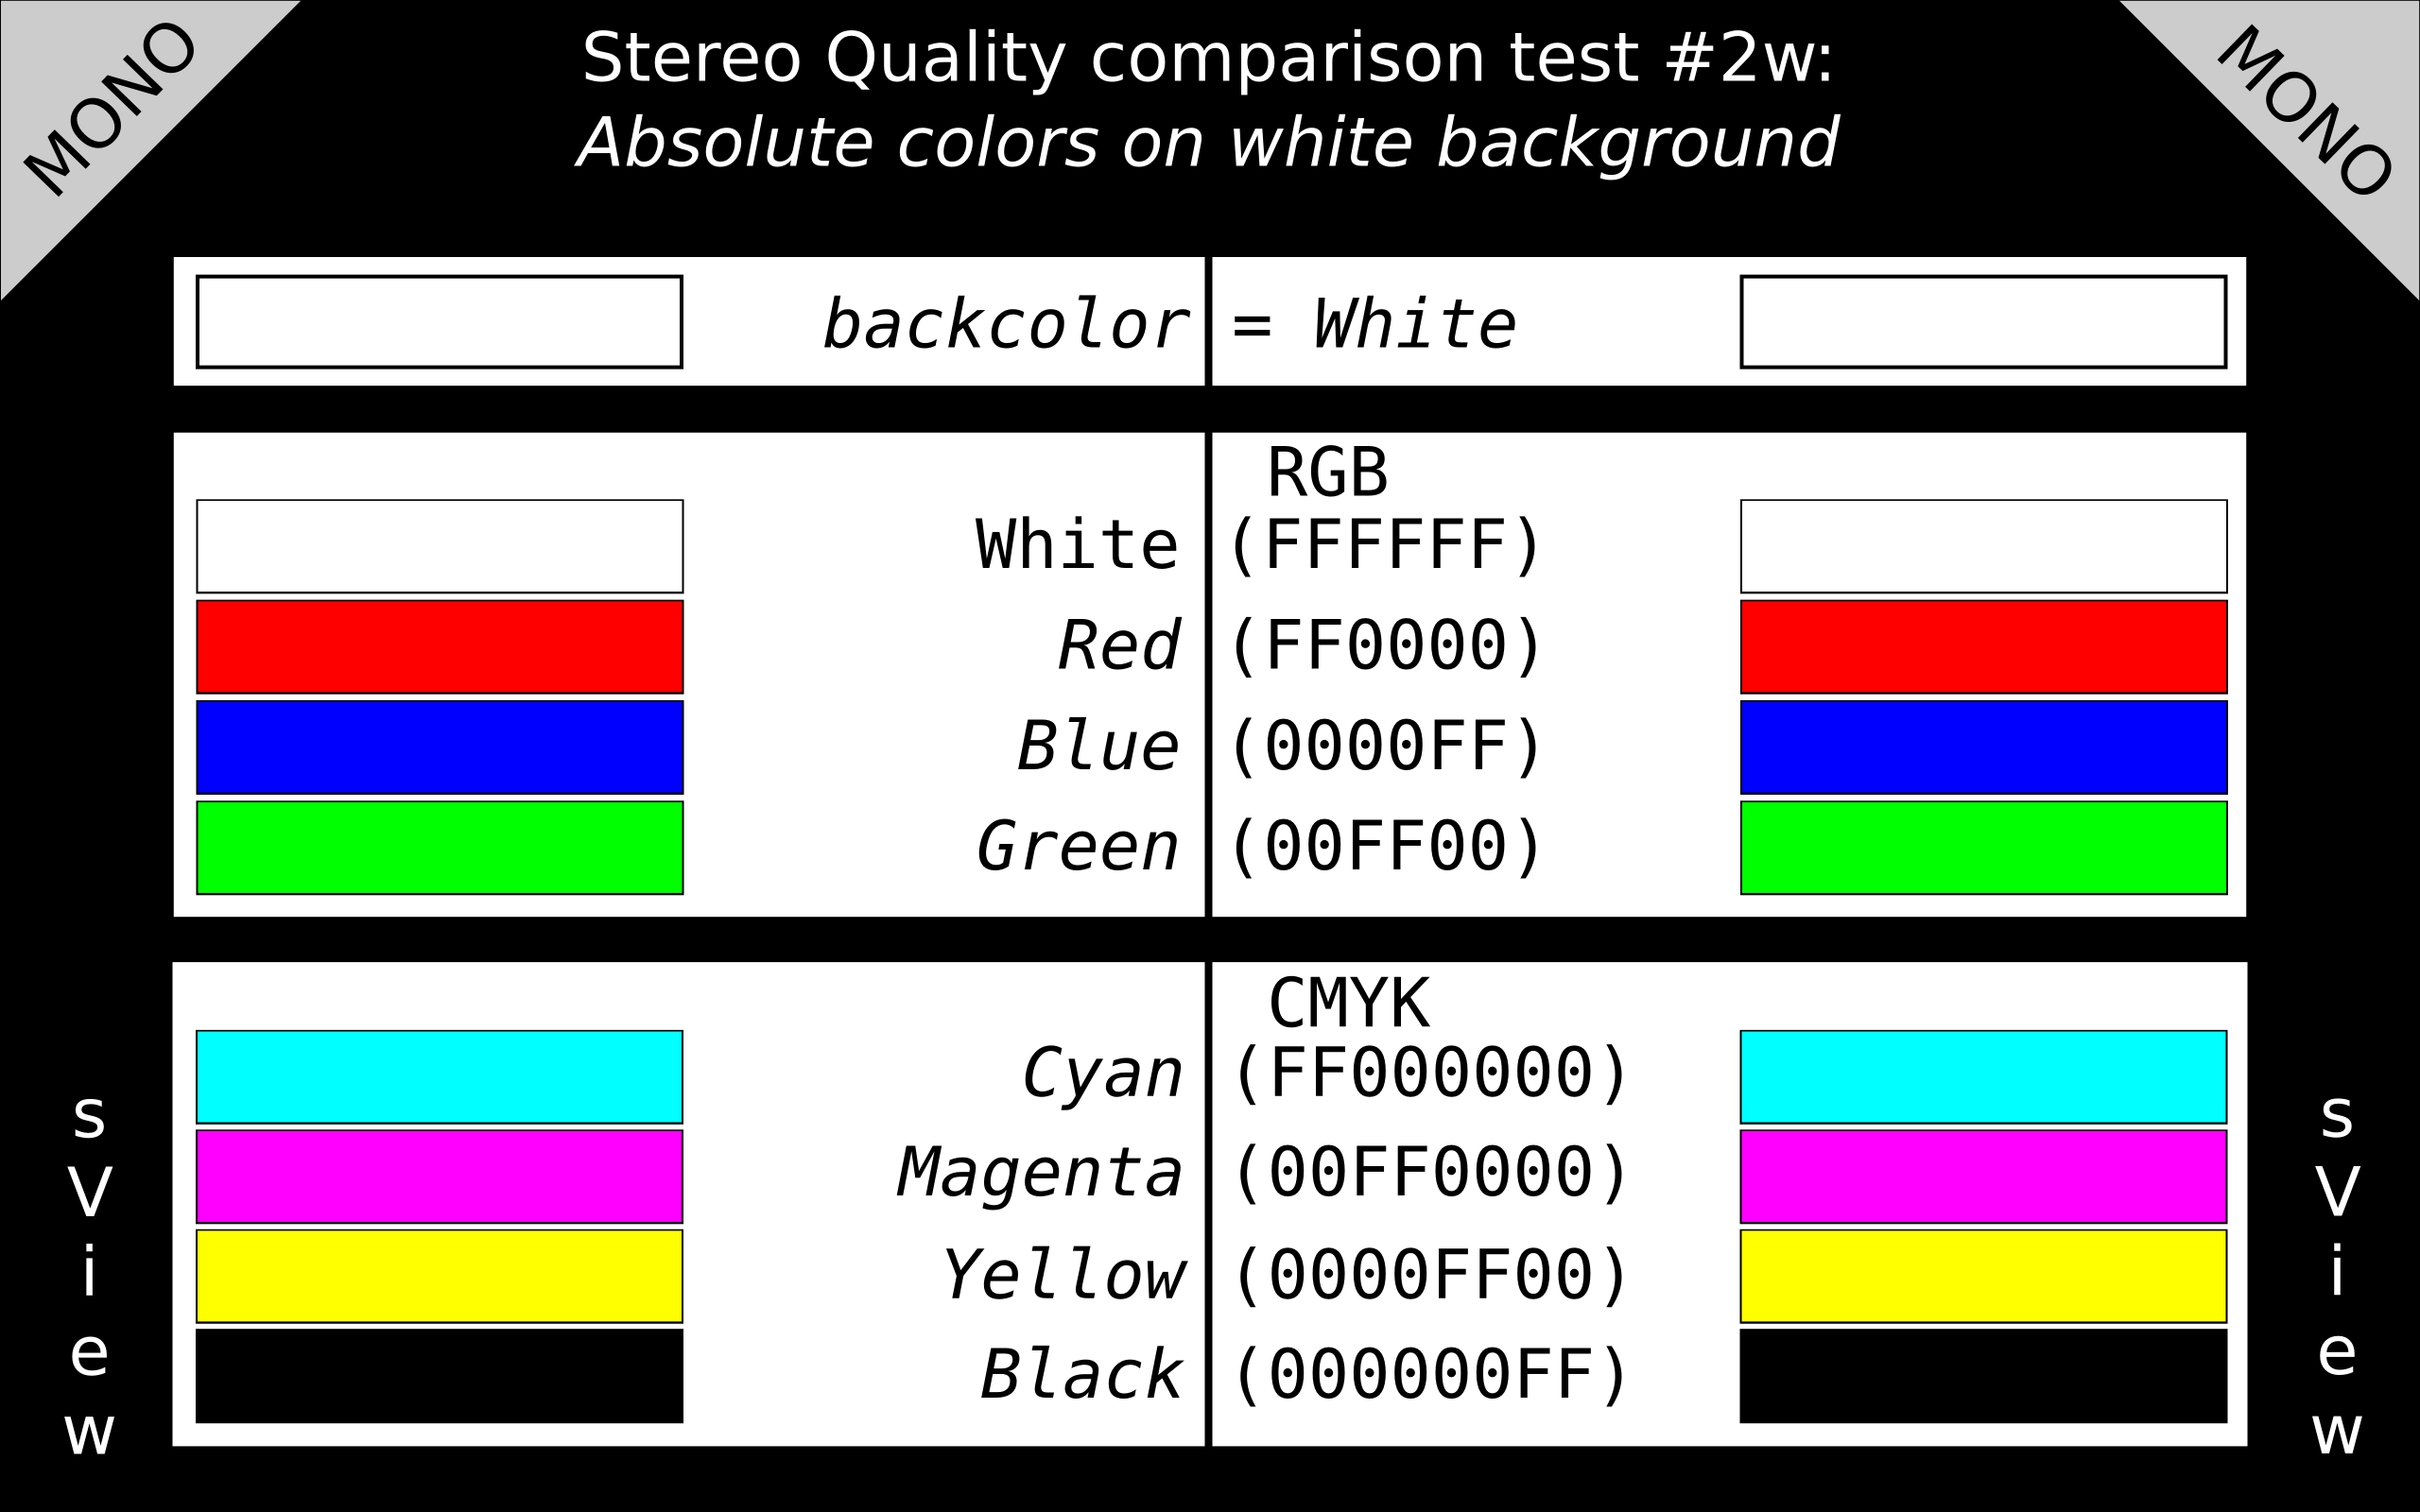 MONO
Stereo Quality comparison test #2w:
Absolute colors on white background
MONO
backcolor = White
RGB
White (FFFFFF)
Red (FF0000)
Blue (0000FF)
Green (00FF00)
CMYK
Cyan (FF000000)
Magenta (00FF0000)
Yellow (0000FF00)
Black (000000FF)
sView
sView